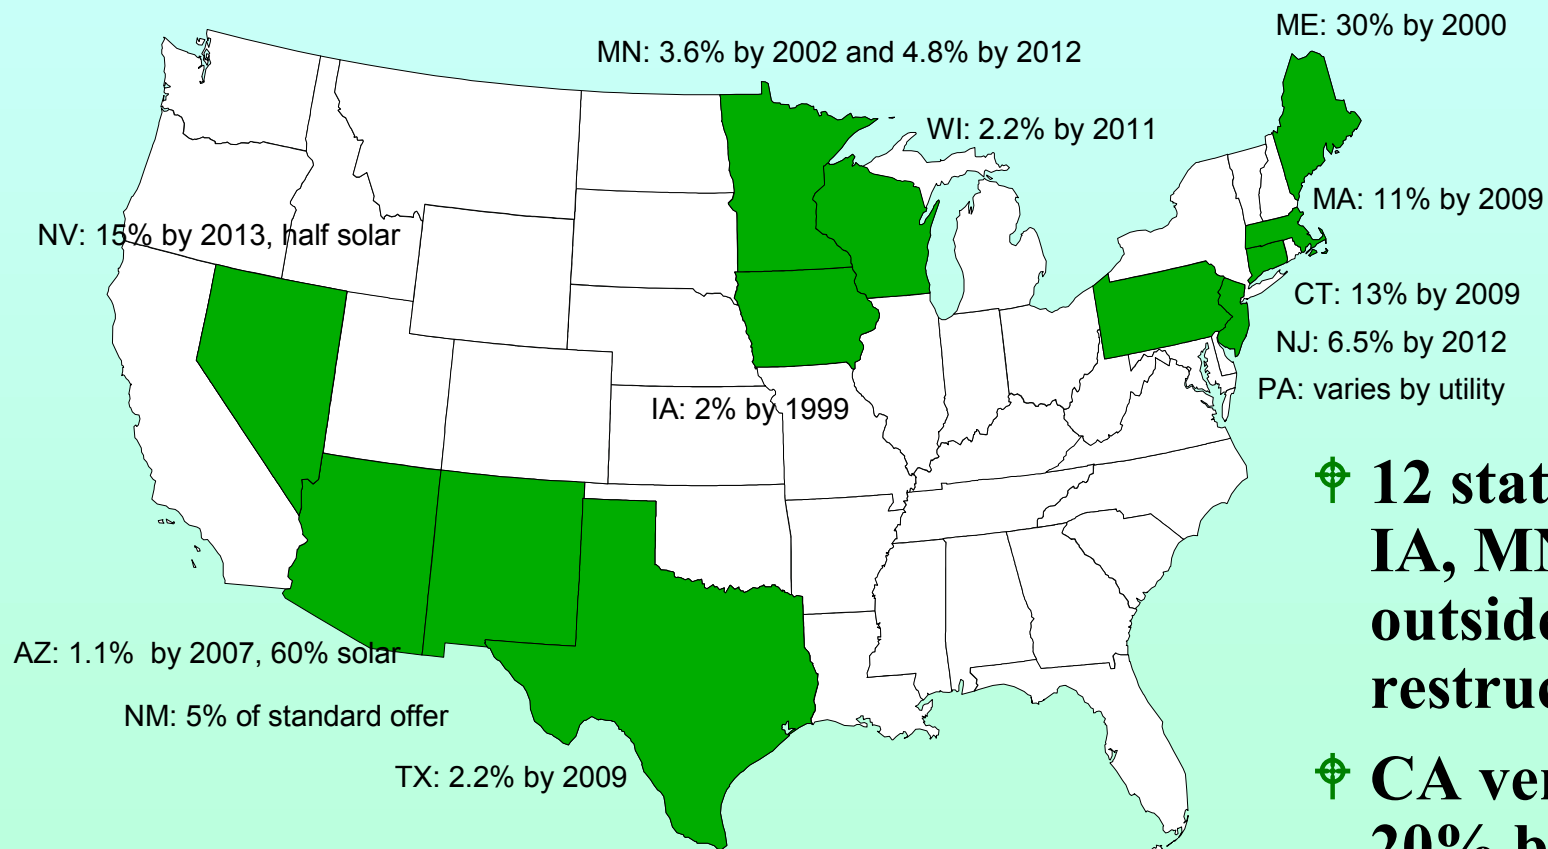 ME: 30% by 2000
MN: 3.6% by 2002 and 4.8% by 2012
WI: 2.2% by 2011
MA: 11% by 2009
NV: 15% by 2013, half solar
CT: 13% by 2009
NJ: 6.5% by 2012
PA: varies by utility
IA: 2% by 1999
12 stat
IA, MN
outside
restruc
AZ: 1.1%  by 2007, 60% solar
NM: 5% of standard offer
TX: 2.2% by 2009
CA ver
20% b